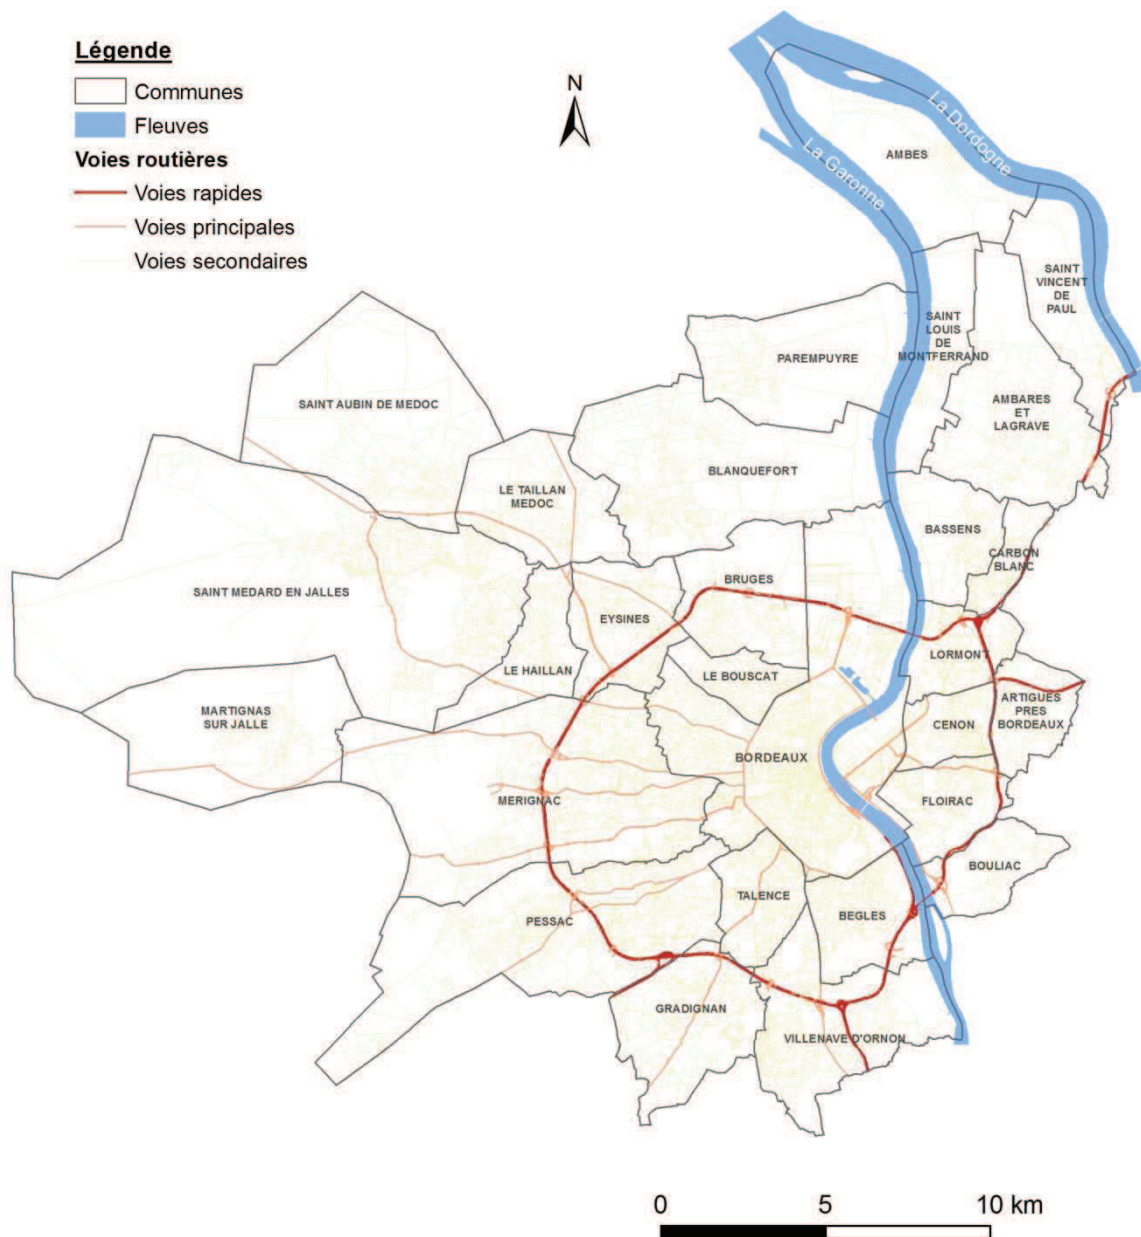 Légende
Communes
Fleuves
Voies routières
Voies rapides
Voies principales
Voies secondaires
N
La Dordogne
La Garonne
AMBES
SAINT
VINCENT
DE
PAUL
SAINT
LOUIS
DE
MONTFERRAND
PAREMPUYRE
AMBARES
ET
LAGRAVE
SAINT AUBIN DE MEDOC
BLANQUEFORT
LE TAILLAN
MEDOC
BASSENS
CARBON
BLANC
BRUGES
SAINT MEDARD EN JALLES
EYSINES
LORMONT
LE HAILLAN
LE BOUSCAT
ARTIGUES
PRES
BORDEAUX
MARTIGNAS
SUR JALLE
CENON
BORDEAUX
MERIGNAC
FLOIRAC
BOULIAC
TALENCE
BEGLES
PESSAC
GRADIGNAN
VILLENAVE D'ORNON
0 5 10 km